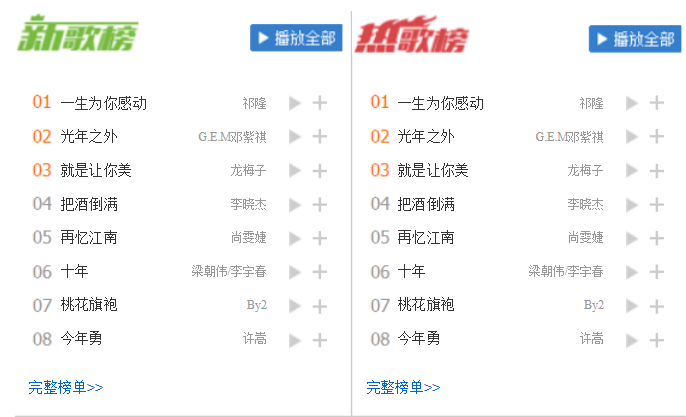 新歌榜
播放全部
01 一生为你感动 祁隆
02 光年之外 G.E.M邓紫祺
03 就是让你美 龙梅子
04 把酒倒满 李晓杰
05 再忆江南 尚雯婕
06 十年 梁朝伟/李宇春
07 桃花旗袍 By2
08 今年勇 许嵩
完整榜单>>
热歌榜
播放全部
01 一生为你感动 祁隆
02 光年之外 G.E.M邓紫祺
03 就是让你美 龙梅子
04 把酒倒满 李晓杰
05 再忆江南 尚雯婕
06 十年 梁朝伟/李宇春
07 桃花旗袍 By2
08 今年勇 许嵩
完整榜单>>